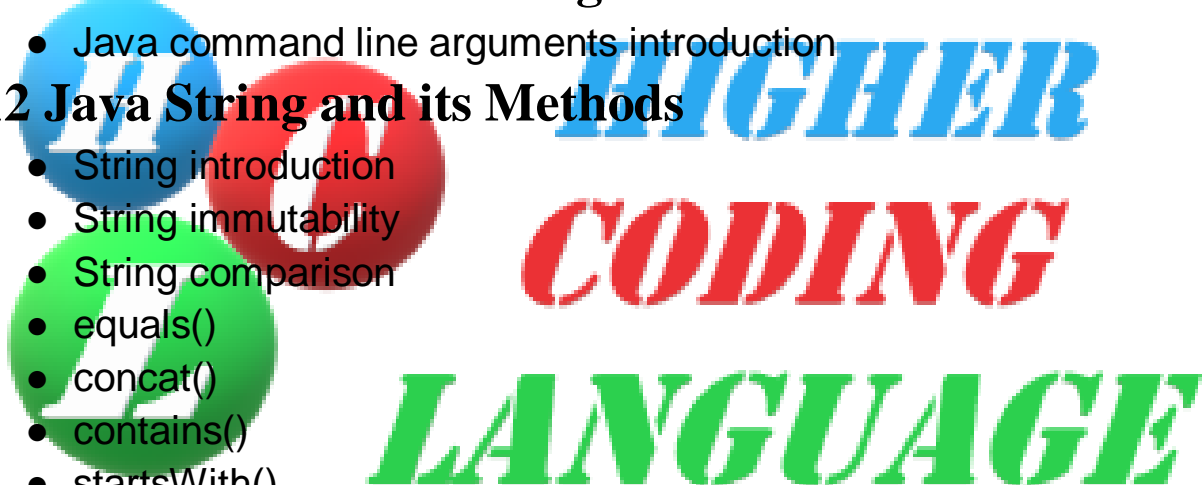 ● Java command line arguments introduction
2 Java String and its Methods
● String introduction
● String immutability
● String comparison
● equals()
● concat()
● contains()
● startsWith()
H
C
L
HIGHER
CODING
LANGUAGE